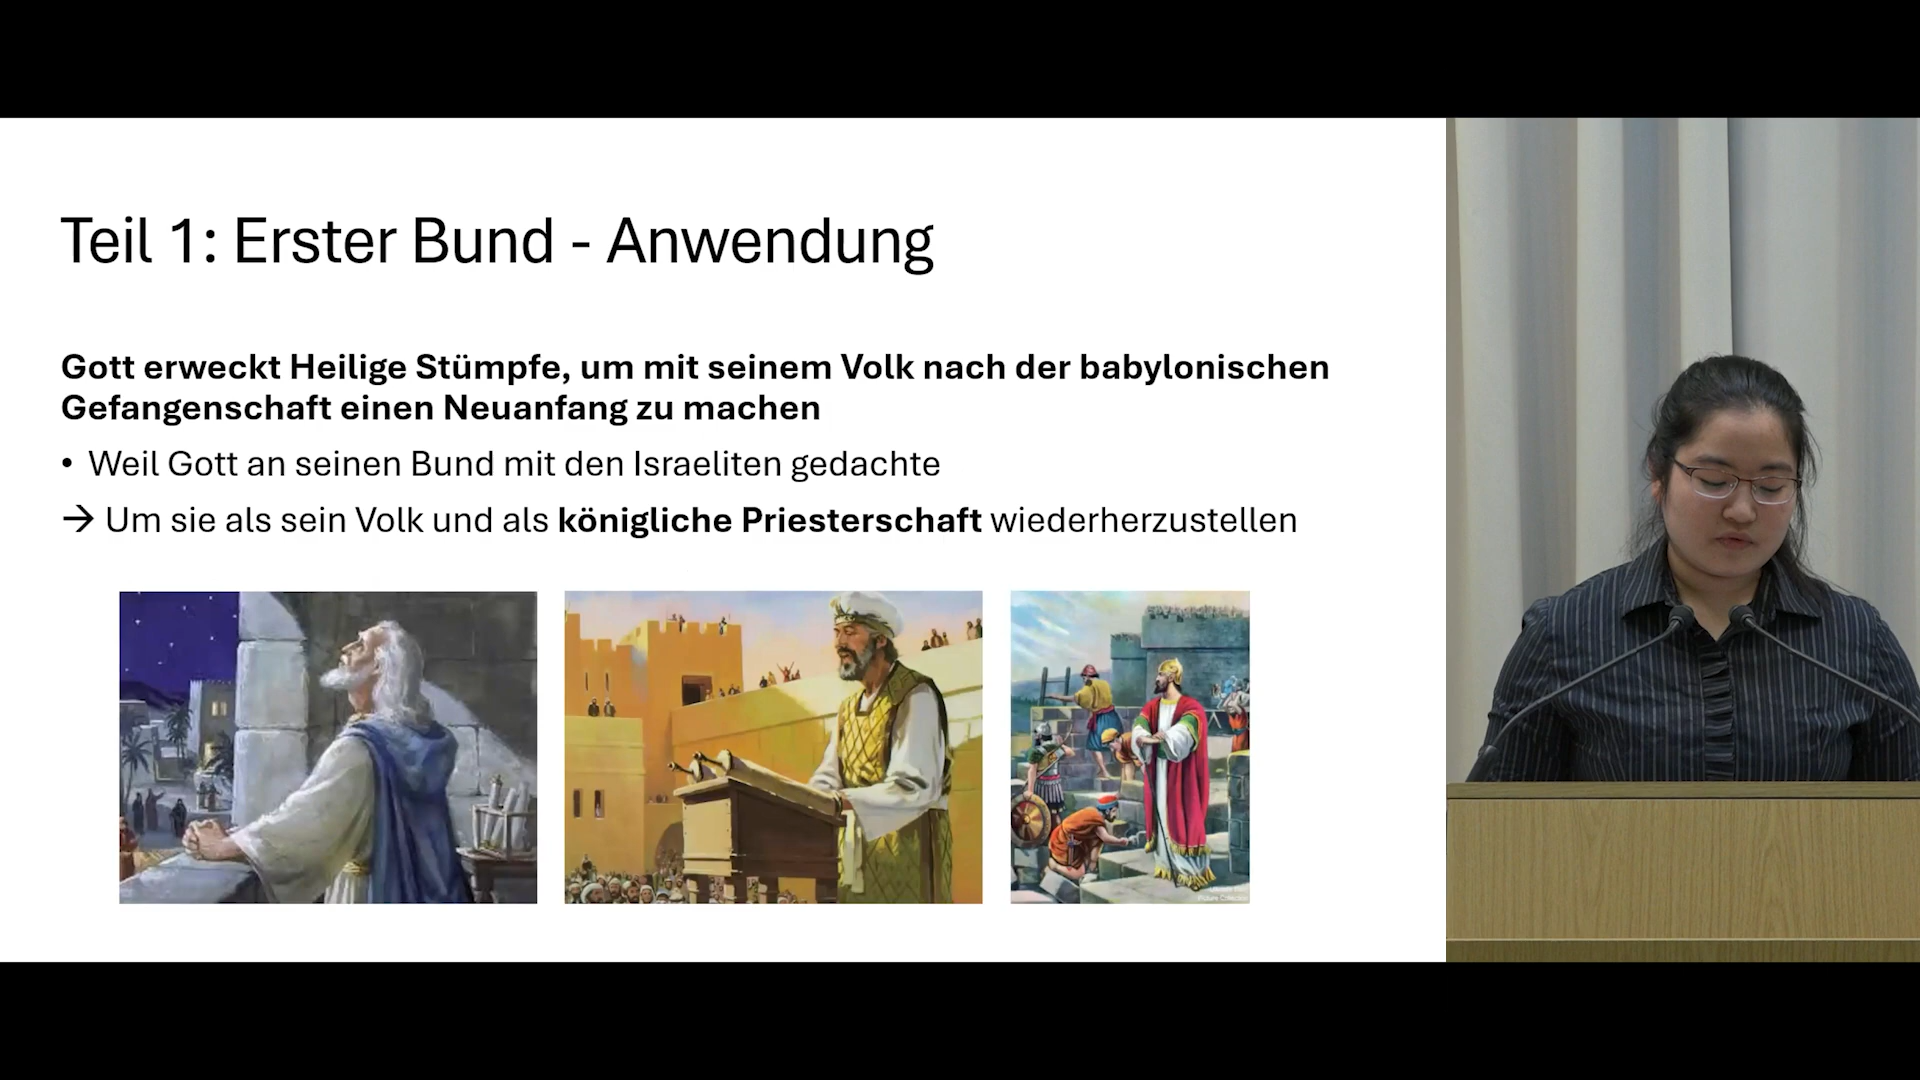 Teil 1: Erster Bund - Anwendung
Gott erweckt Heilige Stümpfe, um mit seinem Volk nach der babylonischen
Gefangenschaft einen Neuanfang zu machen
• Weil Gott an seinen Bund mit den Israeliten gedachte
→ Um sie als sein Volk und als königliche Priesterschaft wiederherzustellen